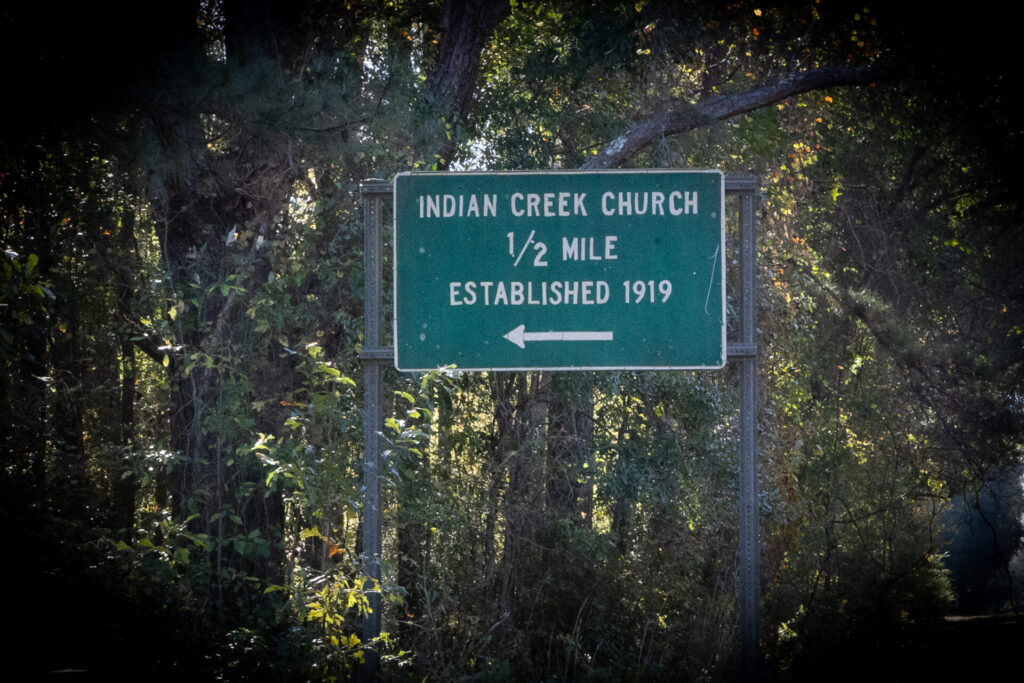 INDIAN CREEK CHURCH
1/2 MILE
ESTABLISHED 1919